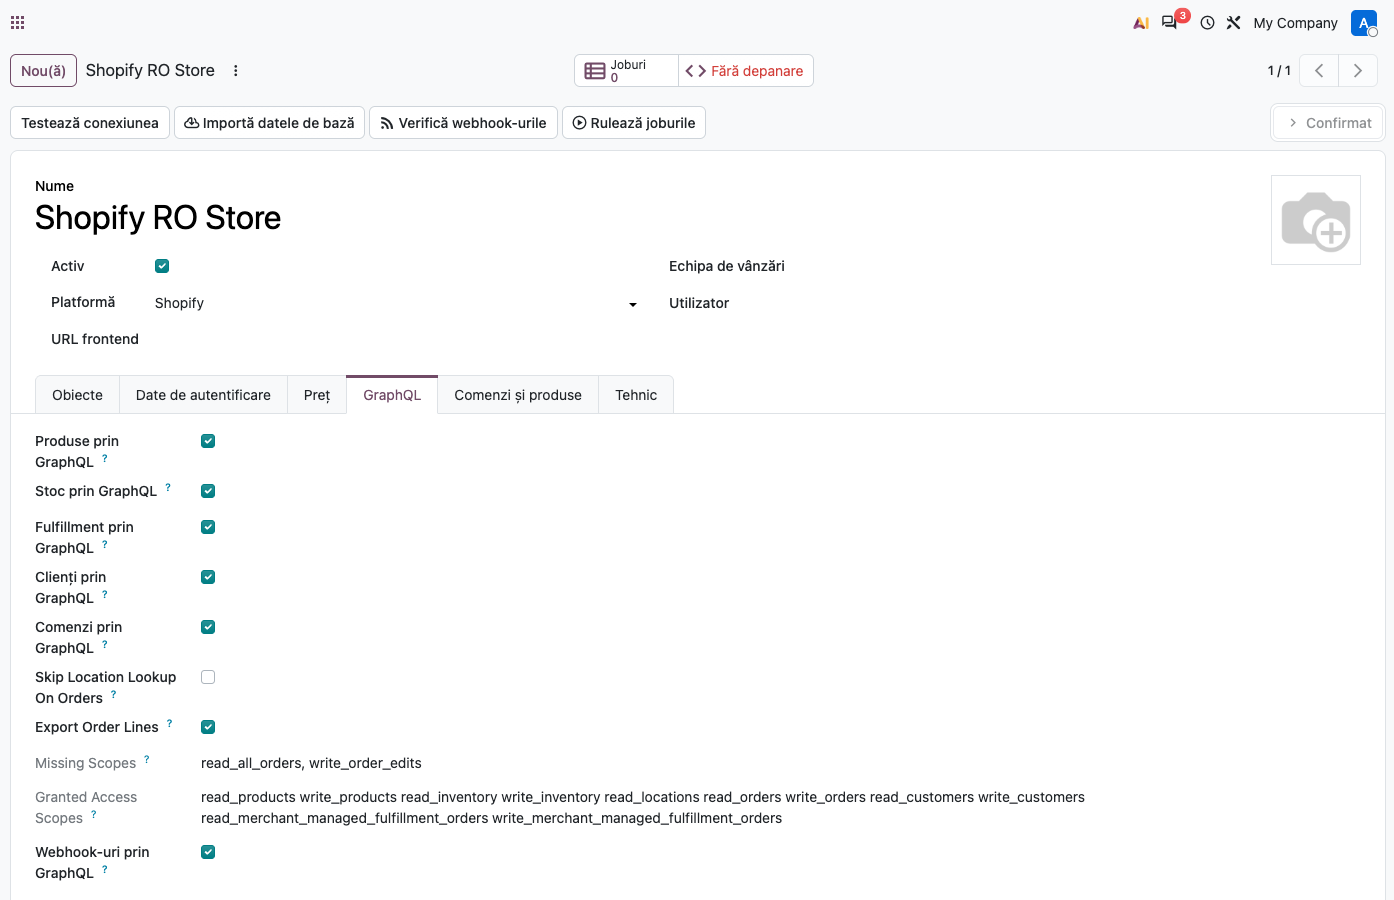 3
My Company
A
Nou(ă)
Shopify RO Store
Joburi
0
Fără depanare
1 / 1
Testează conexiunea
Importă datele de bază
Verifică webhook-urile
Rulează joburile
Confirmat
Nume
Shopify RO Store
Activ
Echipa de vânzări
Platformă
Shopify
Utilizator
URL frontend
Obiecte
Date de autentificare
Preț
GraphQL
Comenzi și produse
Tehnic
Produse prin
GraphQL ?
Stoc prin GraphQL ?
Fulfillment prin
GraphQL ?
Clienți prin
GraphQL ?
Comenzi prin
GraphQL ?
Skip Location Lookup
On Orders ?
Export Order Lines ?
Missing Scopes ?
read_all_orders, write_order_edits
Granted Access
Scopes ?
read_products write_products read_inventory write_inventory read_locations read_orders write_orders read_customers write_customers
read_merchant_managed_fulfillment_orders write_merchant_managed_fulfillment_orders
Webhook-uri prin
GraphQL ?